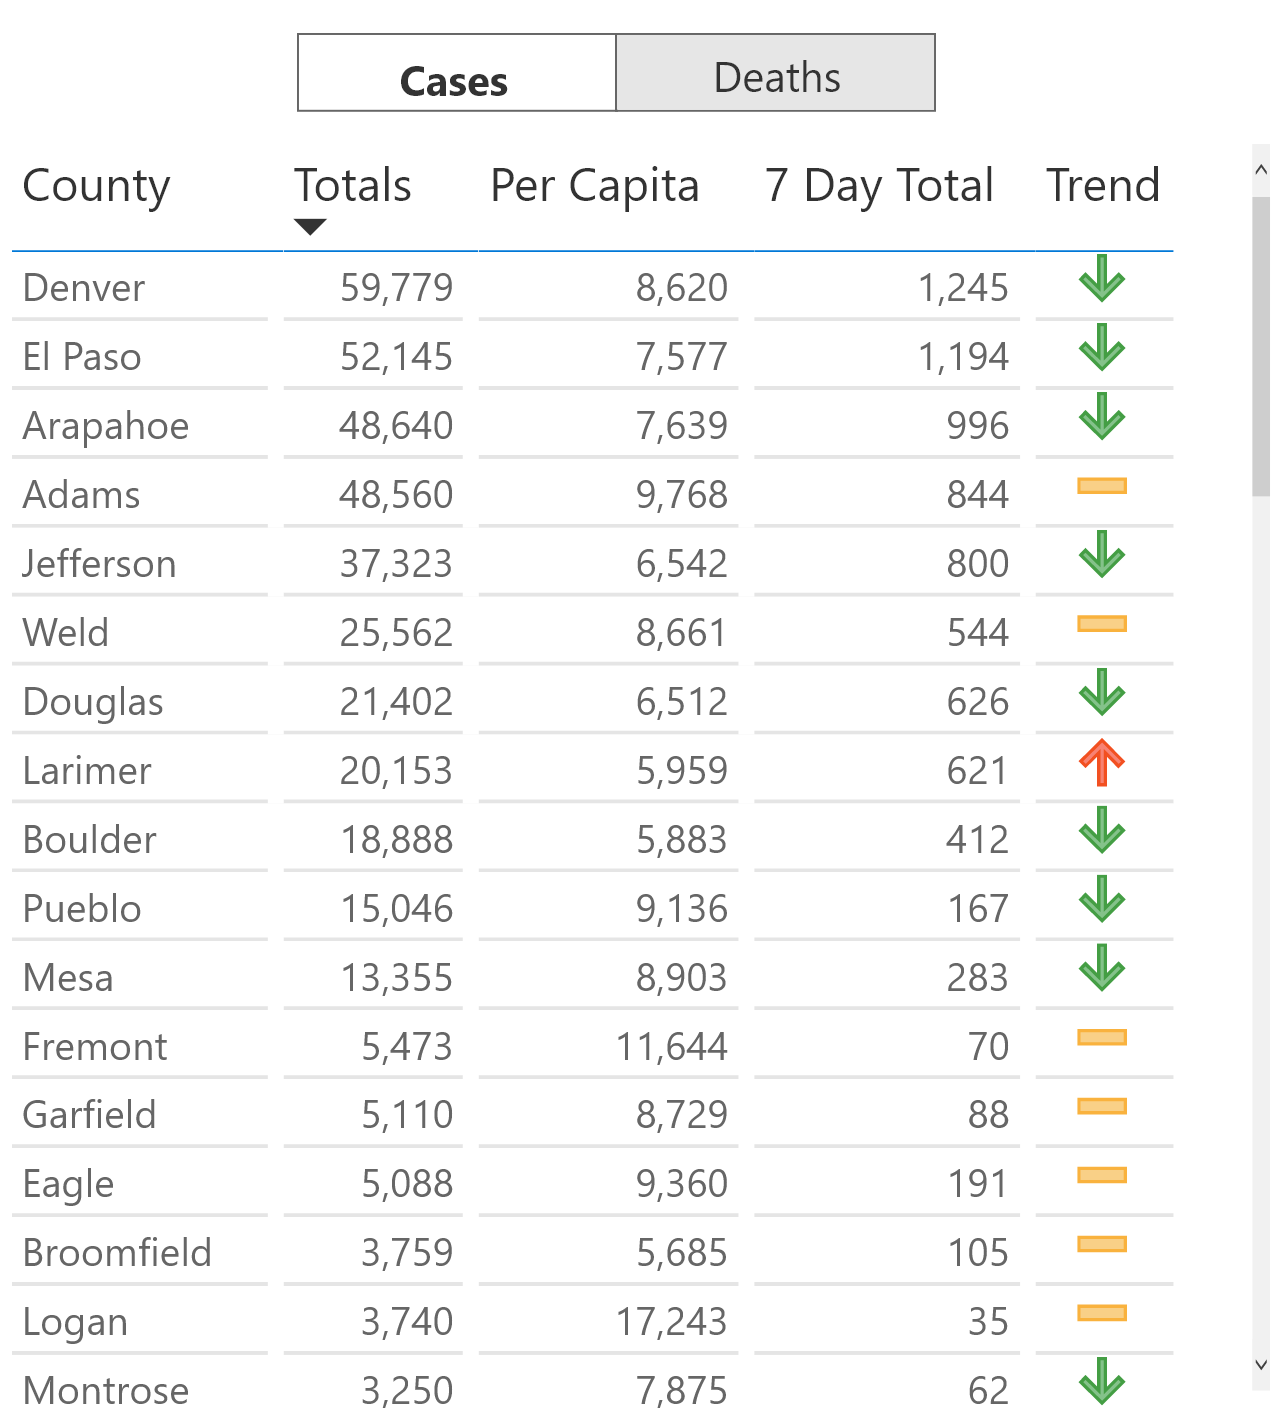 Cases Deaths
County Totals Per Capita 7 Day Total Trend
Denver 59,779 8,620 1,245
El Paso 52,145 7,577 1,194
Arapahoe 48,640 7,639 996
Adams 48,560 9,768 844
Jefferson 37,323 6,542 800
Weld 25,562 8,661 544
Douglas 21,402 6,512 626
Larimer 20,153 5,959 621
Boulder 18,888 5,883 412
Pueblo 15,046 9,136 167
Mesa 13,355 8,903 283
Fremont 5,473 11,644 70
Garfield 5,110 8,729 88
Eagle 5,088 9,360 191
Broomfield 3,759 5,685 105
Logan 3,740 17,243 35
Montrose 3,250 7,875 62